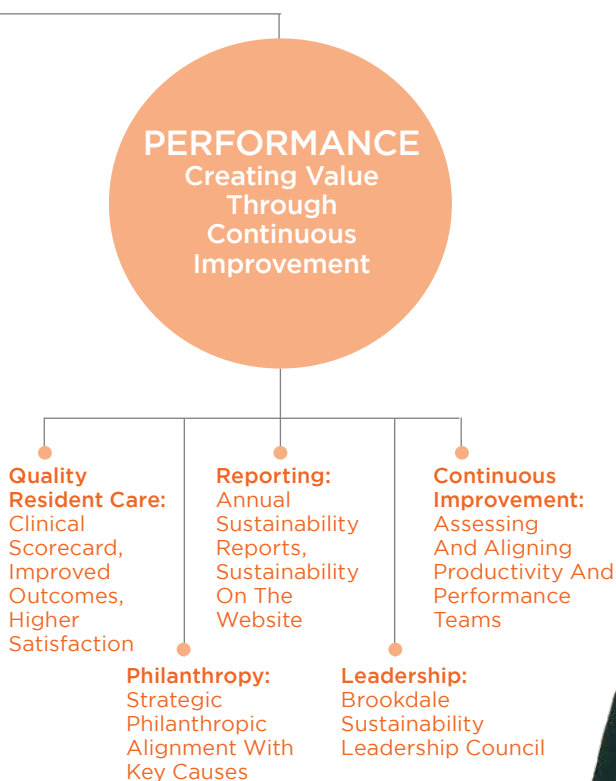 PERFORMANCE
Creating Value
Through
Continuous
Improvement
Quality
Resident Care:
Clinical
Scorecard,
Improved
Outcomes,
Higher
Satisfaction
Philanthropy:
Strategic
Philanthropic
Alignment With
Key Causes
Reporting:
Annual
Sustainability
Reports,
Sustainability
On The
Website
Leadership:
Brookdale
Sustainability
Leadership Council
Continuous
Improvement:
Assessing
And Aligning
Productivity And
Performance
Teams